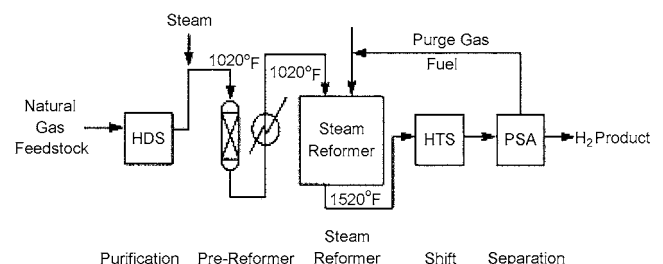 Steam
1020°F
1020°F
Purge Gas
Fuel
Natural
Gas
Feedstock
HDS
Steam
Reformer
HTS
PSA
H₂ Product
1520°F
Purification
Pre-Reformer
Steam
Reformer
Shift
Separation